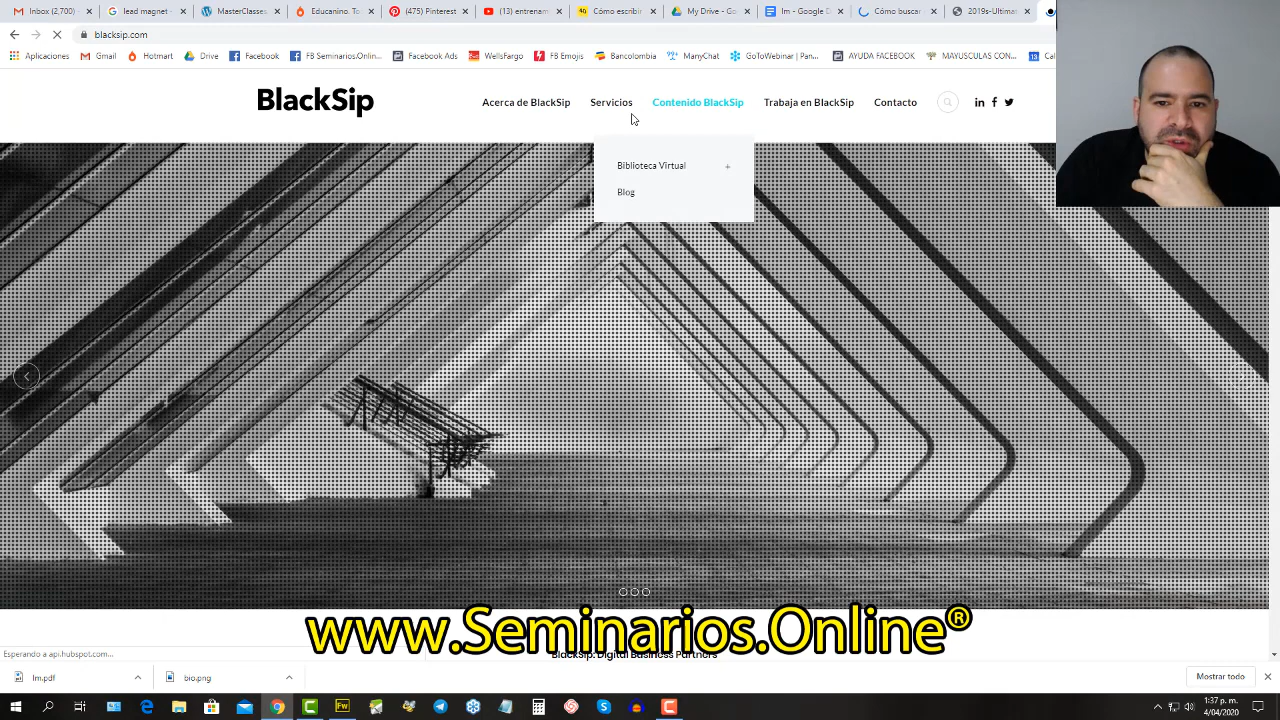 Inbox (2,700)
lead magnet -
MasterClasses
Educanino. To
(475) Pinterest
(13) entrenam
Cómo escribir
My Drive - G
lm - Google D
Cómo buscar
2019s-Ultimin
blacksip.com
Aplicaciones
Gmail
Hotmart
Drive
Facebook
FB Seminarios.Onlin...
Facebook Ads
WellsFargo
FB Emojis
Bancolombia
ManyChat
GoToWebinar | Pan...
AYUDA FACEBOOK
MAYUSCULAS CON...
BlackSip
Acerca de BlackSip
Servicios
Contenido BlackSip
Trabaja en BlackSip
Contacto
Biblioteca Virtual +
Blog
www.Seminarios.Online®
BlackSip: Digital Business Partners
Esperando a api.hubspot.com...
lm.pdf
bio.png
Mostrar todo
1:37 p. m.
4/04/2020